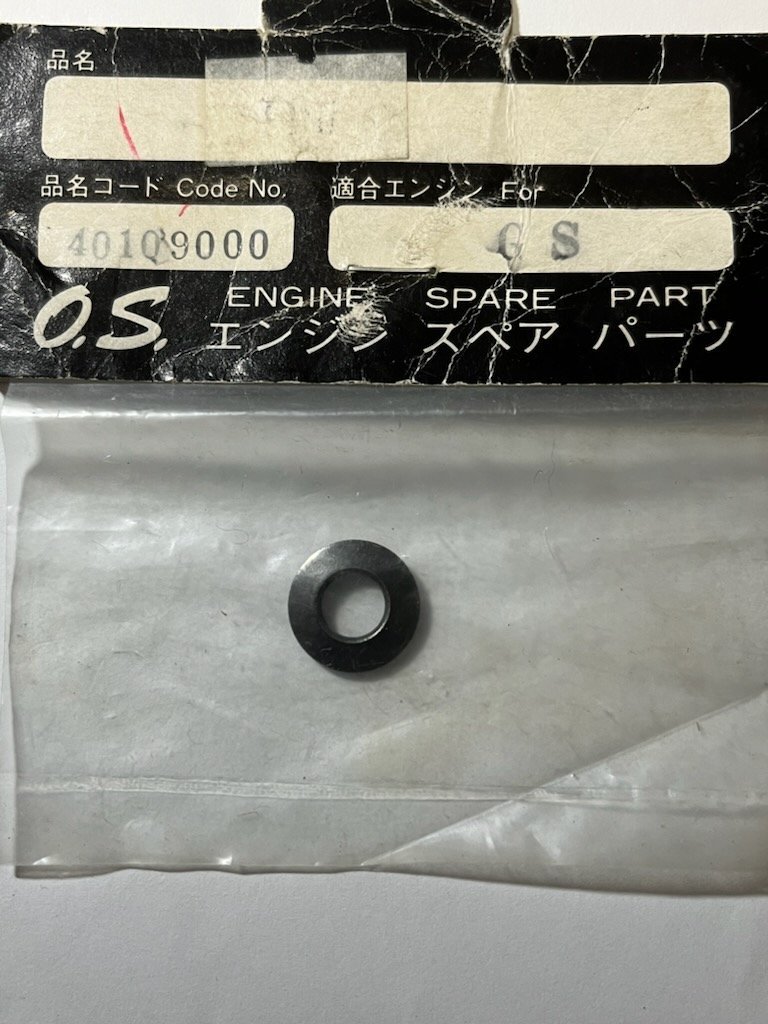 品名
品名コード Code No. 適合エンジン For
40109000 GS
O.S. ENGINE SPARE PART
エンジン スペア パーツ